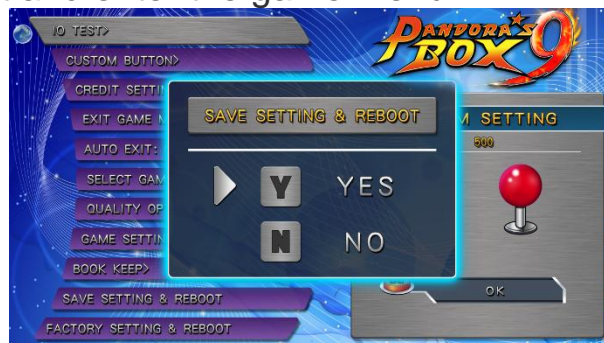 IO TEST>
CUSTOM BUTTON>
CREDIT SETTI
EXIT GAME M
AUTO EXIT:
SELECT GAM
QUALITY OP
GAME SETTIN
BOOK KEEP>
SAVE SETTING & REBOOT
FACTORY SETTING & REBOOT
PANDORA'S
BOX 9
SAVE SETTING & REBOOT
Y YES
N NO
M SETTING
500
OK